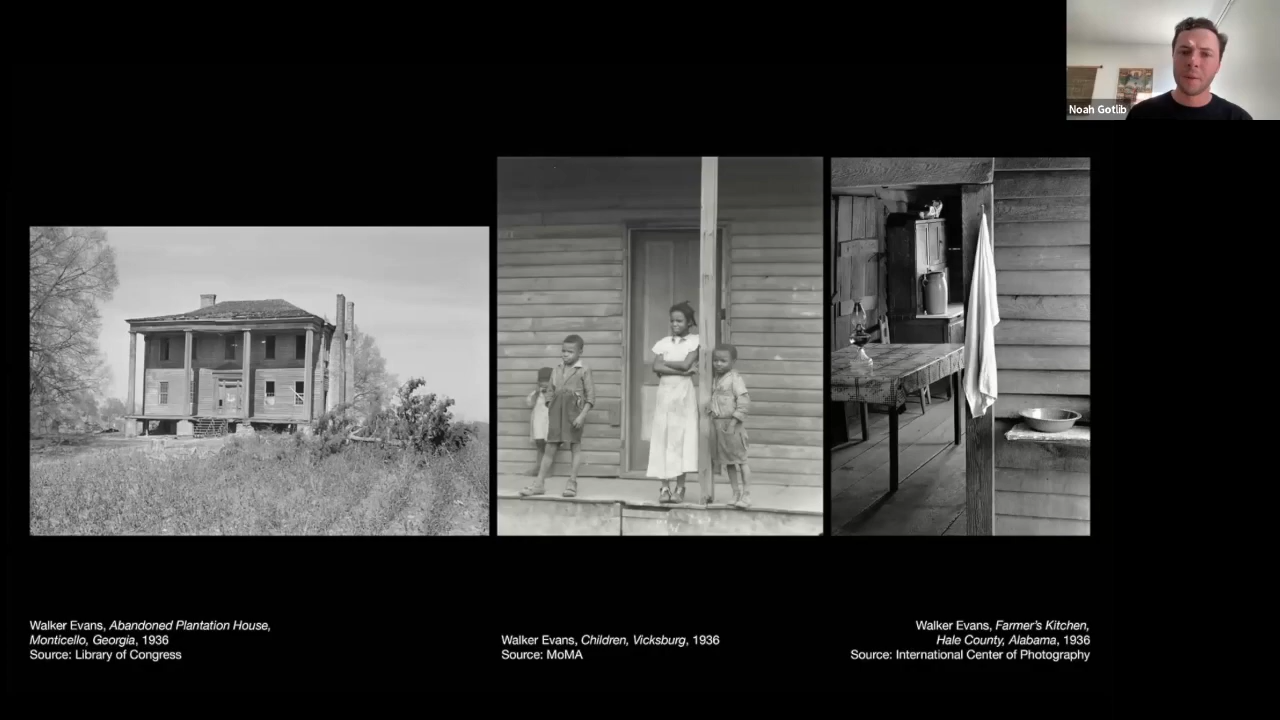 Noah Gotlib
Walker Evans, Abandoned Plantation House,
Monticello, Georgia, 1936
Source: Library of Congress
Walker Evans, Children, Vicksburg, 1936
Source: MoMA
Walker Evans, Farmer's Kitchen,
Hale County, Alabama, 1936
Source: International Center of Photography